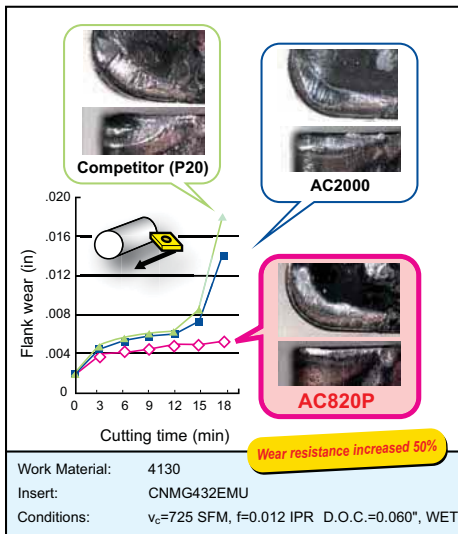 Competitor (P20)
AC2000
.020
.016
.012
.008
.004
0
Flank wear (in)
0 3 6 9 12 15 18
Cutting time (min)
AC820P
Wear resistance increased 50%
Work Material: 4130
Insert: CNMG432EMU
Conditions: vc=725 SFM, f=0.012 IPR D.O.C.=0.060", WET